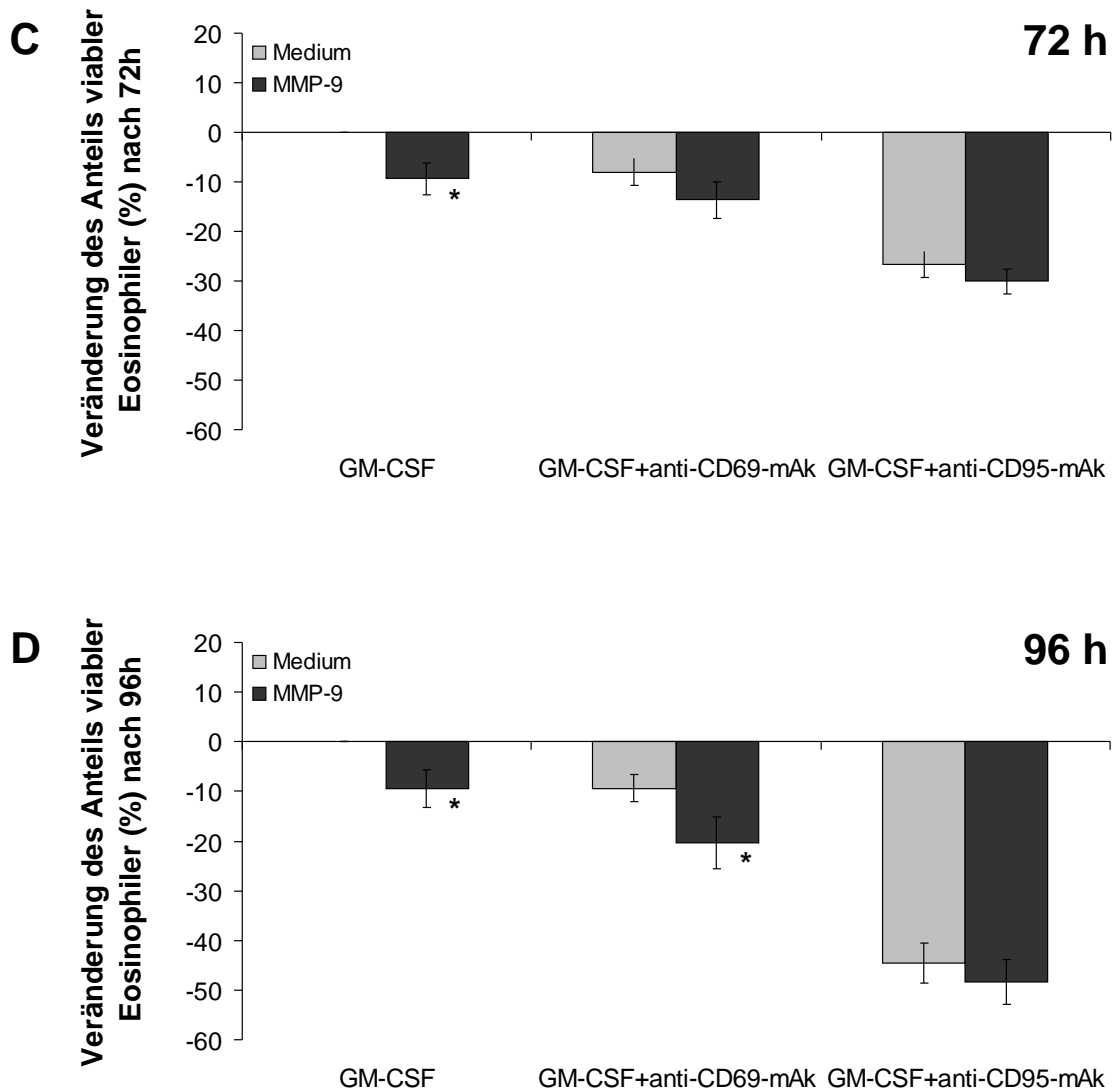 C
72 h
Veränderung des Anteils viabler
Eosinophiler (%) nach 72h
20
10
0
-10
-20
-30
-40
-50
-60
Medium
MMP-9
*
GM-CSF
GM-CSF+anti-CD69-mAk
GM-CSF+anti-CD95-mAk
D
96 h
Veränderung des Anteils viabler
Eosinophiler (%) nach 96h
20
10
0
-10
-20
-30
-40
-50
-60
Medium
MMP-9
*
*
GM-CSF
GM-CSF+anti-CD69-mAk
GM-CSF+anti-CD95-mAk